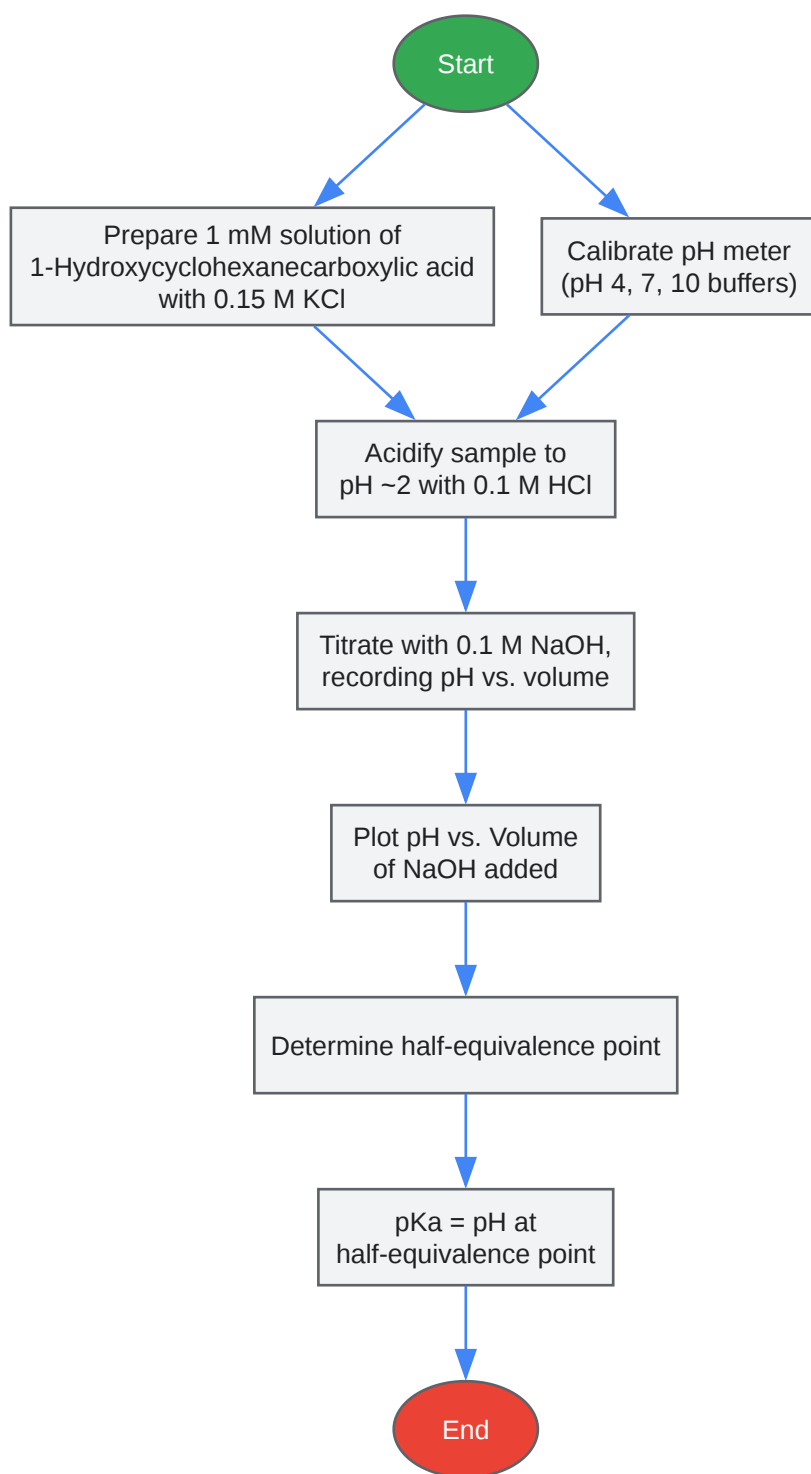 Start
Prepare 1 mM solution of
1-Hydroxycyclohexanecarboxylic acid
with 0.15 M KCl
Calibrate pH meter
(pH 4, 7, 10 buffers)
Acidify sample to
pH ~2 with 0.1 M HCl
Titrate with 0.1 M NaOH,
recording pH vs. volume
Plot pH vs. Volume
of NaOH added
Determine half-equivalence point
pKa = pH at
half-equivalence point
End